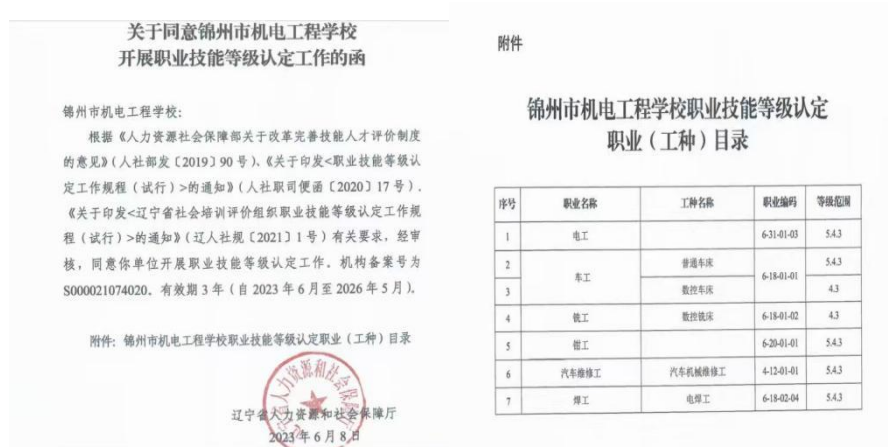 关于同意锦州市机电工程学校
开展职业技能等级认定工作的函
锦州市机电工程学校:
根据《人力资源社会保障部关于改革完善技能人才评价制度
的意见》(人社部发〔2019〕90号)、《关于印发<职业技能等级认
定工作规程(试行)>的通知》(人社职司便函〔2020〕17号)、
《关于印发<辽宁省社会培训评价组织职业技能等级认定工作规
程(试行)>的通知》(辽人社规〔2021〕1号)有关要求,经审
核,同意你单位开展职业技能等级认定工作。机构备案号为
S000021074020。有效期3年(自2023年6月至2026年5月)。
附件:锦州市机电工程学校职业技能等级认定职业(工种)目录
辽宁省人力资源和社会保障厅
2023年6月8日
附件
锦州市机电工程学校职业技能等级认定
职业(工种)目录
序号 职业名称 工种名称 职业编码 等级范围
1 电工 6-31-01-03 5.4.3
2 车工 普通车床 6-18-01-01 5.4.3
3 数控车床 4.3
4 铣工 数控铣床 6-18-01-02 4.3
5 钳工 6-20-01-01 5.4.3
6 汽车维修工 汽车机械维修工 4-12-01-01 5.4.3
7 焊工 电焊工 6-18-02-04 5.4.3